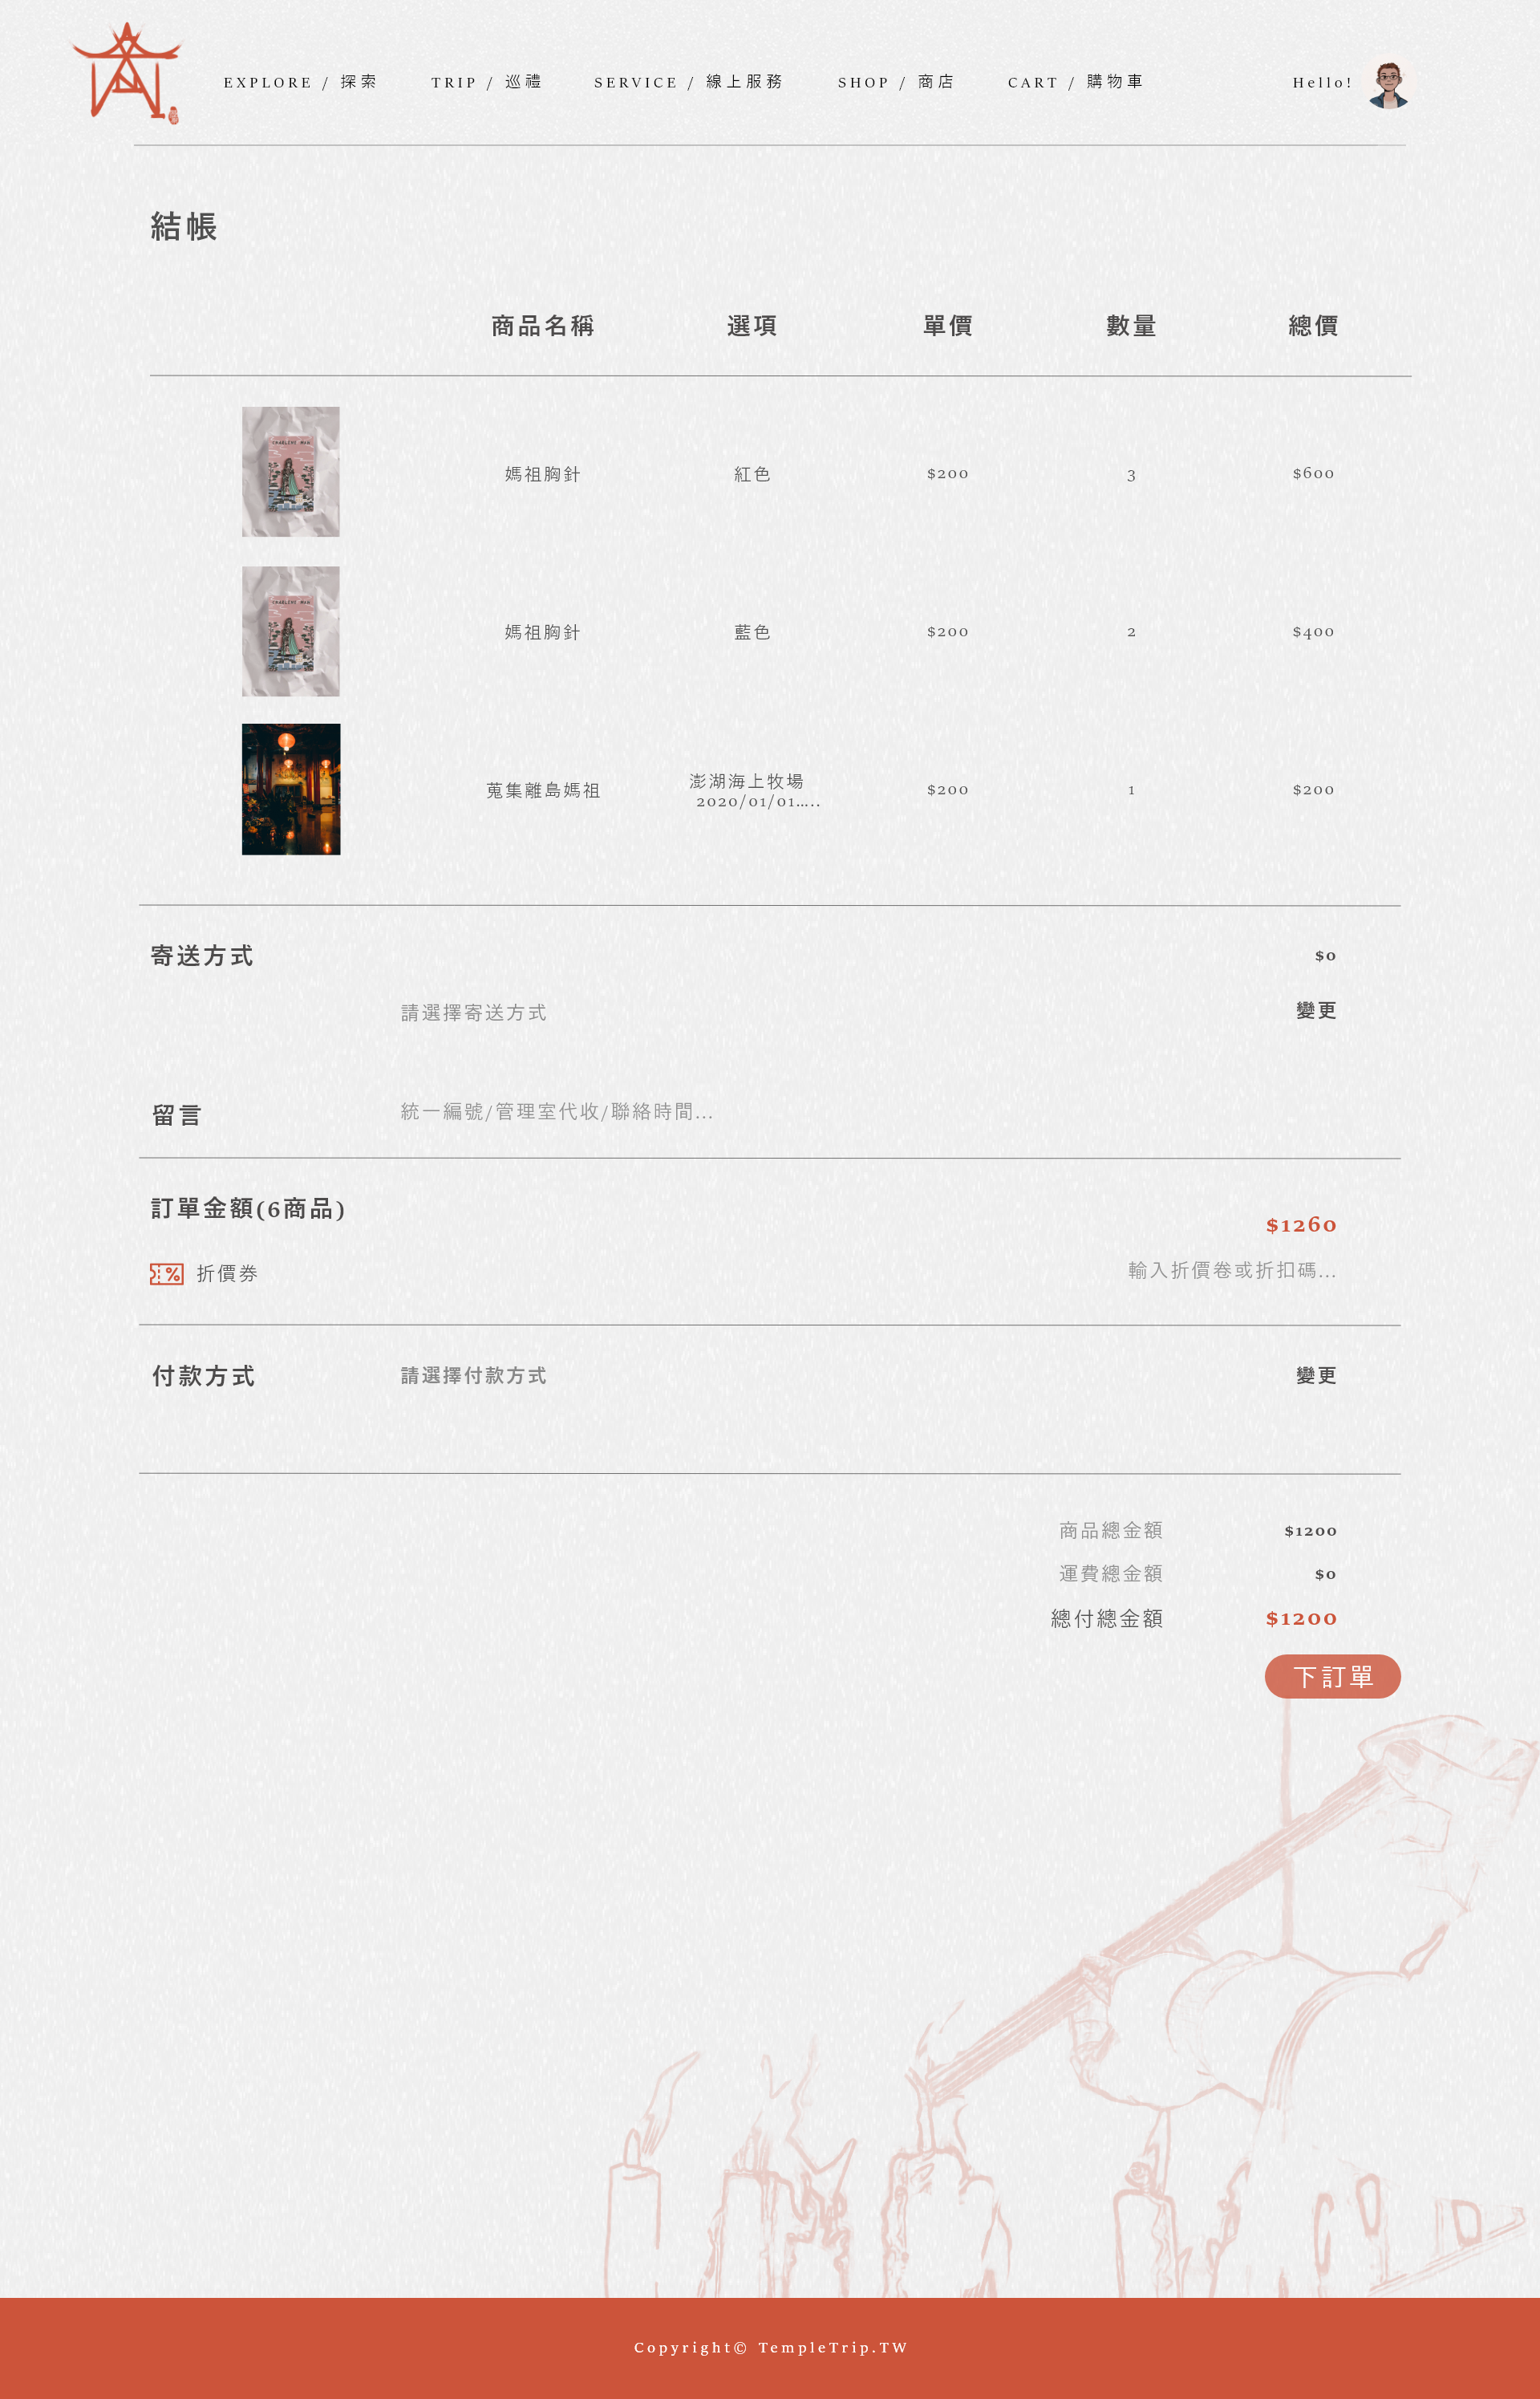 EXPLORE / 探索 TRIP / 巡禮 SERVICE / 線上服務 SHOP / 商店 CART / 購物車 Hello!
結帳
商品名稱 選項 單價 數量 總價
媽祖胸針 紅色 $200 3 $600
媽祖胸針 藍色 $200 2 $400
蒐集離島媽祖 澎湖海上牧場 $200 1 $200
2020/01/01.....
寄送方式 $0
請選擇寄送方式 變更
留言 統一編號/管理室代收/聯絡時間...
訂單金額(6商品)
$1260
折價券 輸入折價卷或折扣碼...
付款方式 請選擇付款方式 變更
商品總金額 $1200
運費總金額 $0
總付總金額 $1200
下訂單
Copyright© TempleTrip.TW